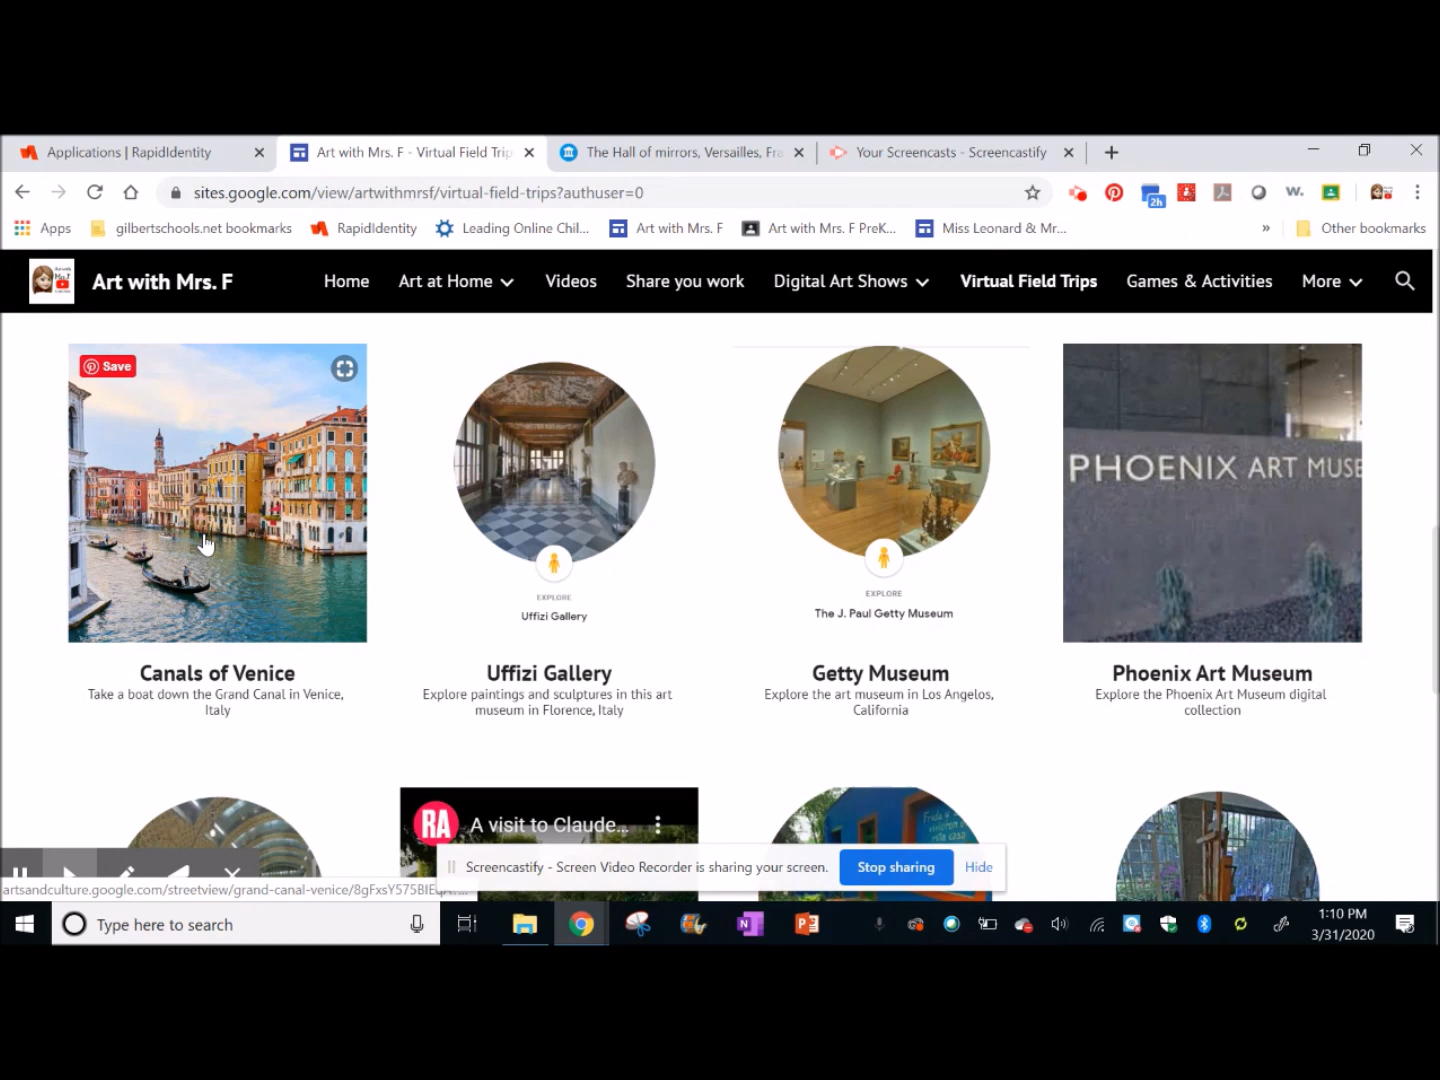 Applications | RapidIdentity
Art with Mrs. F - Virtual Field Trip
The Hall of mirrors, Versailles, Fra
Your Screencasts - Screencastify
sites.google.com/view/artwithmrsf/virtual-field-trips?authuser=0
2h
w.
Apps
gilbertschools.net bookmarks
RapidIdentity
Leading Online Chil...
Art with Mrs. F
Art with Mrs. F PreK...
Miss Leonard & Mr...
»
Other bookmarks
Art with Mrs. F
Home
Art at Home
Videos
Share you work
Digital Art Shows
Virtual Field Trips
Games & Activities
More
Save
PHOENIX ART MUSE
EXPLORE
Uffizi Gallery
EXPLORE
The J. Paul Getty Museum
Canals of Venice
Take a boat down the Grand Canal in Venice,
Italy
Uffizi Gallery
Explore paintings and sculptures in this art
museum in Florence, Italy
Getty Museum
Explore the art museum in Los Angelos,
California
Phoenix Art Museum
Explore the Phoenix Art Museum digital
collection
RA
A visit to Claude...
Screencastify - Screen Video Recorder is sharing your screen.
Stop sharing
Hide
Type here to search
1:10 PM
3/31/2020